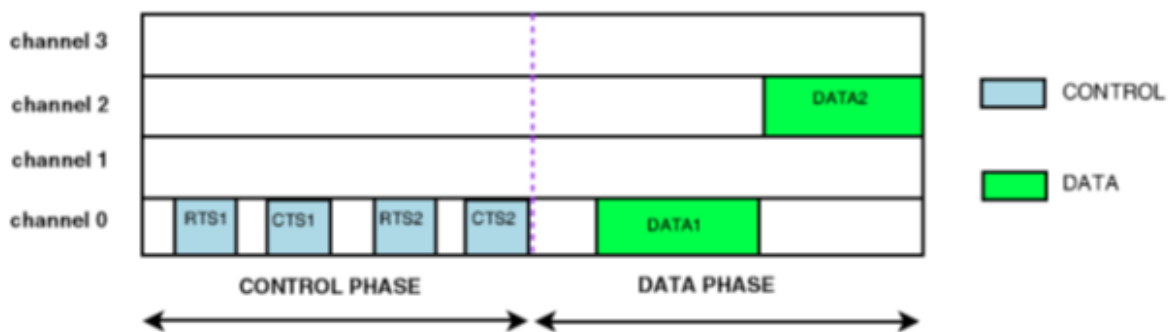 channel 3
channel 2
DATA2
CONTROL
channel 1
DATA
channel 0
RTS1
CTS1
RTS2
CTS2
DATA1
CONTROL PHASE
DATA PHASE